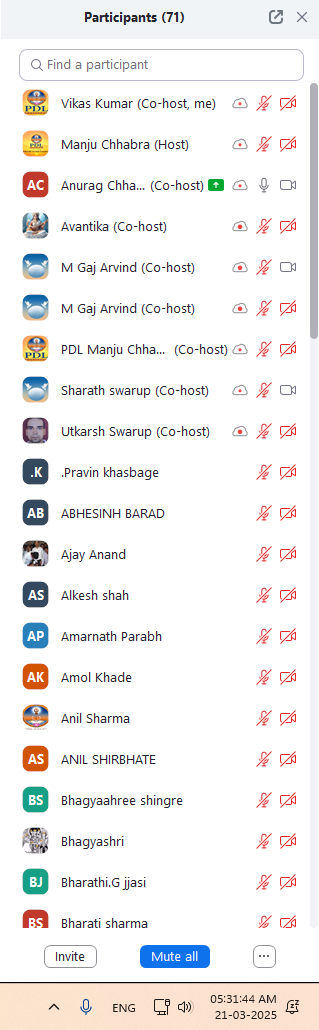 Participants (71)
Find a participant
PDL Vikas Kumar (Co-host, me)
PDL Manju Chhabra (Host)
AC Anurag Chha... (Co-host)
Avantika (Co-host)
M Gaj Arvind (Co-host)
M Gaj Arvind (Co-host)
PDL PDL Manju Chha... (Co-host)
Sharath swarup (Co-host)
Utkarsh Swarup (Co-host)
.K .Pravin khasbage
AB ABHESINH BARAD
Ajay Anand
AS Alkesh shah
AP Amarnath Parabh
AK Amol Khade
Anil Sharma
AS ANIL SHIRBHATE
BS Bhagyaahree shingre
Bhagyashri
BJ Bharathi.G jjasi
BS Bharati sharma
Invite Mute all ...
ENG 05:31:44 AM
21-03-2025